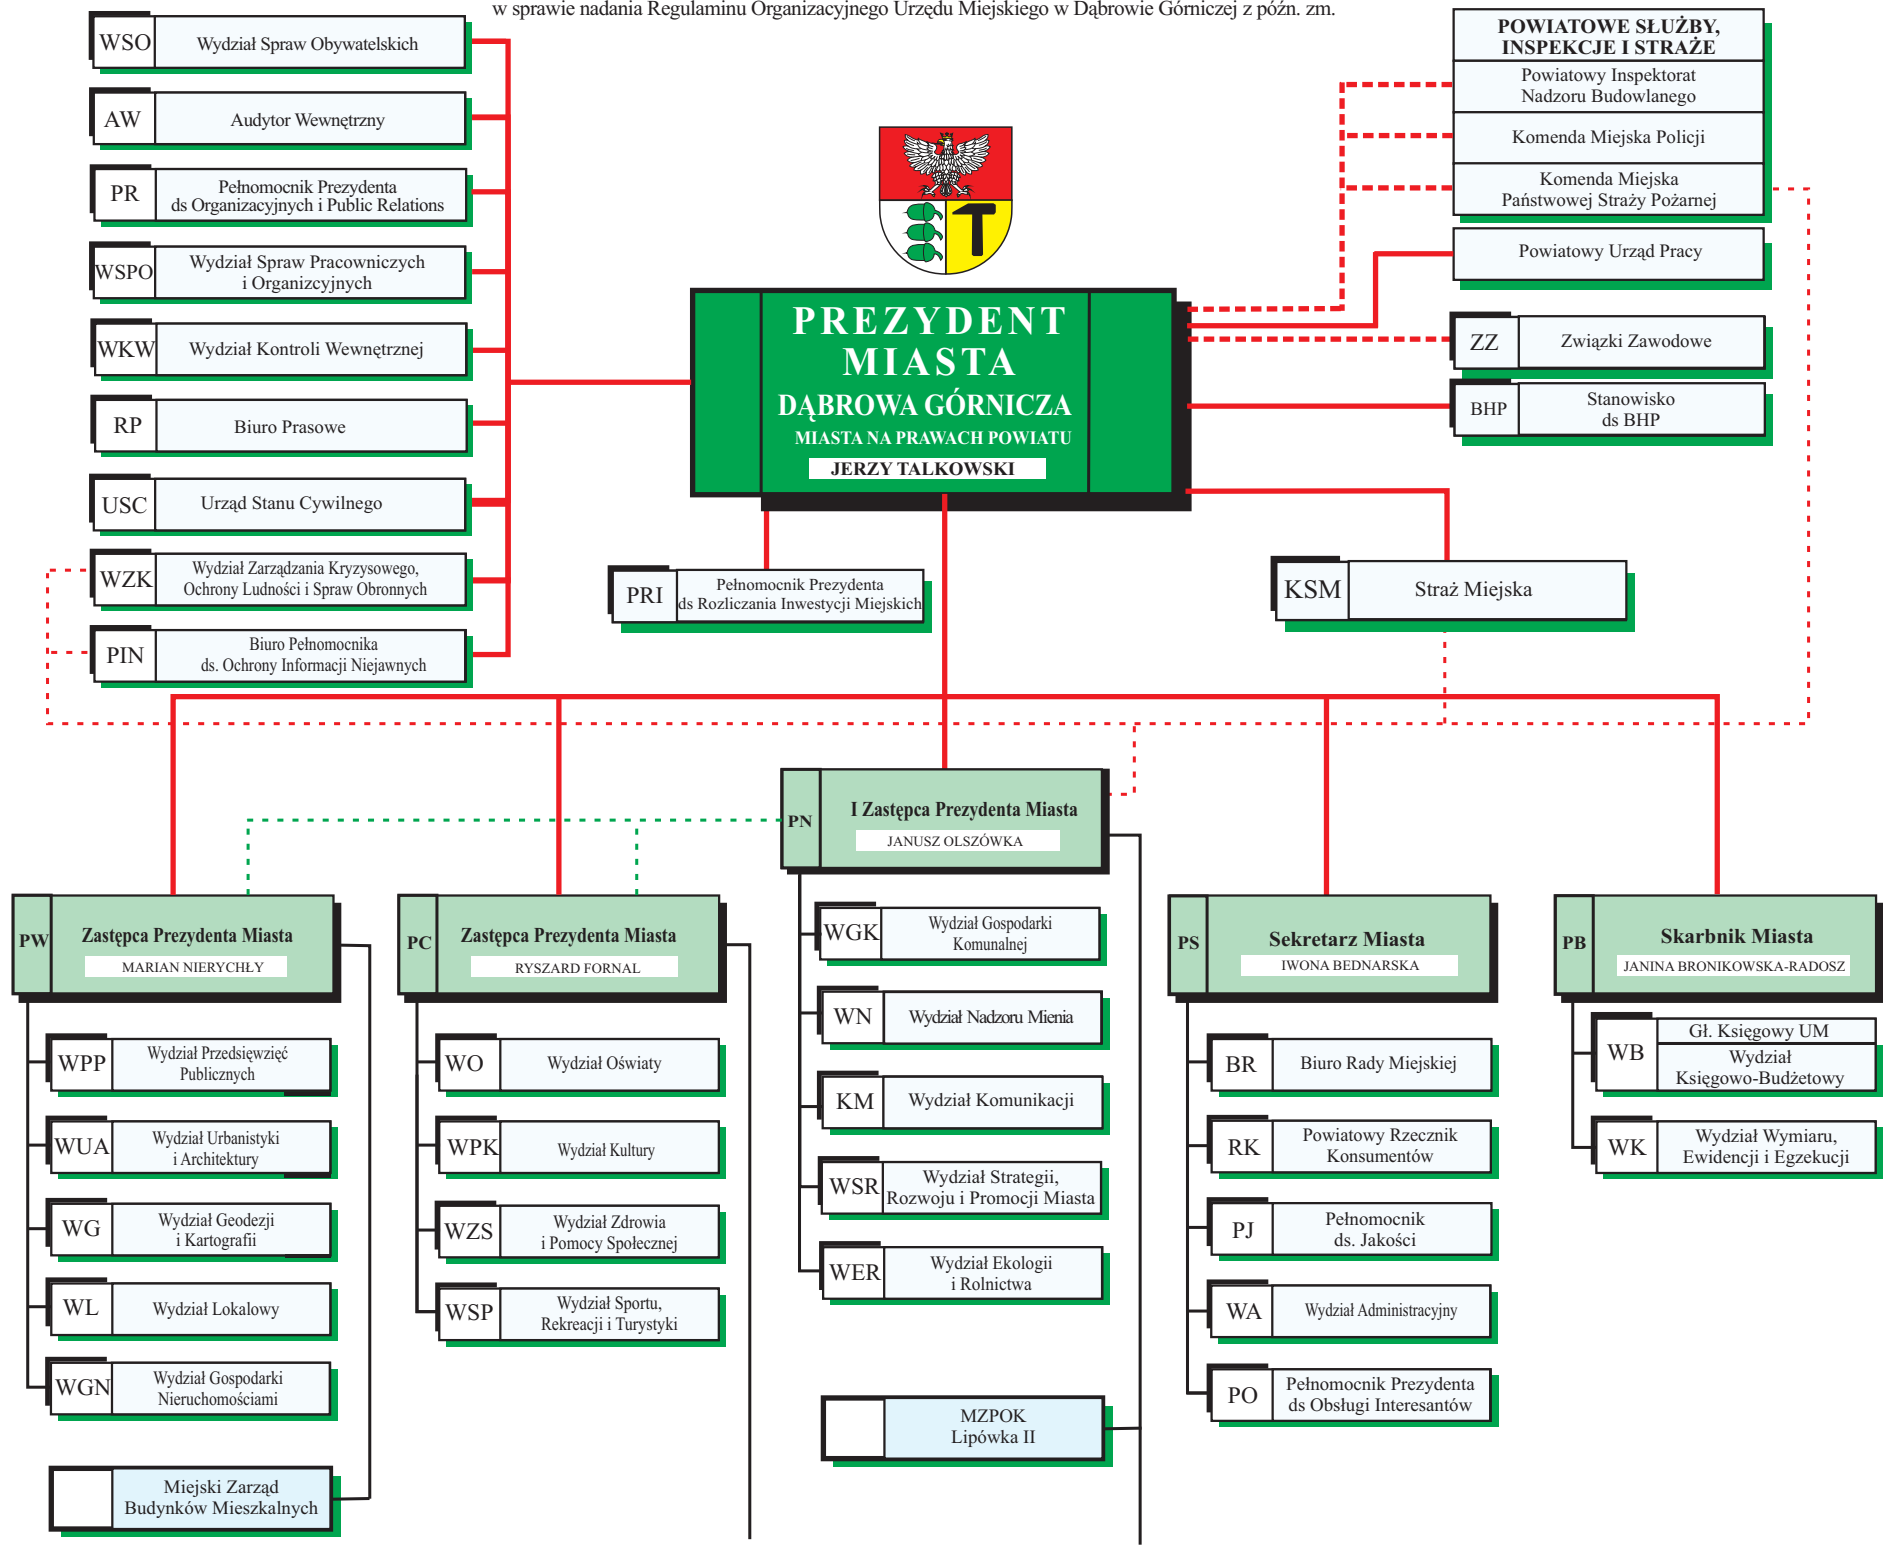 w sprawie nadania Regulaminu Organizacyjnego Urzędu Miejskiego w Dąbrowie Górniczej z późn. zm.
WSO
Wydział Spraw Obywatelskich
AW
Audytor Wewnętrzny
PR
Pełnomocnik Prezydenta
ds Organizacyjnych i Public Relations
WSPO
Wydział Spraw Pracowniczych
i Organizcyjnych
WKW
Wydział Kontroli Wewnętrznej
RP
Biuro Prasowe
USC
Urząd Stanu Cywilnego
WZK
Wydział Zarządzania Kryzysowego,
Ochrony Ludności i Spraw Obronnych
PIN
Biuro Pełnomocnika
ds. Ochrony Informacji Niejawnych
PREZYDENT
MIASTA
DĄBROWA GÓRNICZA
MIASTA NA PRAWACH POWIATU
JERZY TALKOWSKI
POWIATOWE SŁUŻBY,
INSPEKCJE I STRAŻE
Powiatowy Inspektorat
Nadzoru Budowlanego
Komenda Miejska Policji
Komenda Miejska
Państwowej Straży Pożarnej
Powiatowy Urząd Pracy
ZZ
Związki Zawodowe
BHP
Stanowisko
ds BHP
PRI
Pełnomocnik Prezydenta
ds Rozliczania Inwestycji Miejskich
KSM
Straż Miejska
PN
I Zastępca Prezydenta Miasta
JANUSZ OLSZÓWKA
PW
Zastępca Prezydenta Miasta
MARIAN NIERYCHŁY
WPP
Wydział Przedsięwzięć
Publicznych
WUA
Wydział Urbanistyki
i Architektury
WG
Wydział Geodezji
i Kartografii
WL
Wydział Lokalowy
WGN
Wydział Gospodarki
Nieruchomościami
Miejski Zarząd
Budynków Mieszkalnych
PC
Zastępca Prezydenta Miasta
RYSZARD FORNAL
WO
Wydział Oświaty
WPK
Wydział Kultury
WZS
Wydział Zdrowia
i Pomocy Społecznej
WSP
Wydział Sportu,
Rekreacji i Turystyki
WGK
Wydział Gospodarki
Komunalnej
WN
Wydział Nadzoru Mienia
KM
Wydział Komunikacji
WSR
Wydział Strategii,
Rozwoju i Promocji Miasta
WER
Wydział Ekologii
i Rolnictwa
MZPOK
Lipówka II
PS
Sekretarz Miasta
IWONA BEDNARSKA
BR
Biuro Rady Miejskiej
RK
Powiatowy Rzecznik
Konsumentów
PJ
Pełnomocnik
ds. Jakości
WA
Wydział Administracyjny
PO
Pełnomocnik Prezydenta
ds Obsługi Interesantów
PB
Skarbnik Miasta
JANINA BRONIKOWSKA-RADOSZ
WB
Gł. Księgowy UM
Wydział
Księgowo-Budżetowy
WK
Wydział Wymiaru,
Ewidencji i Egzekucji